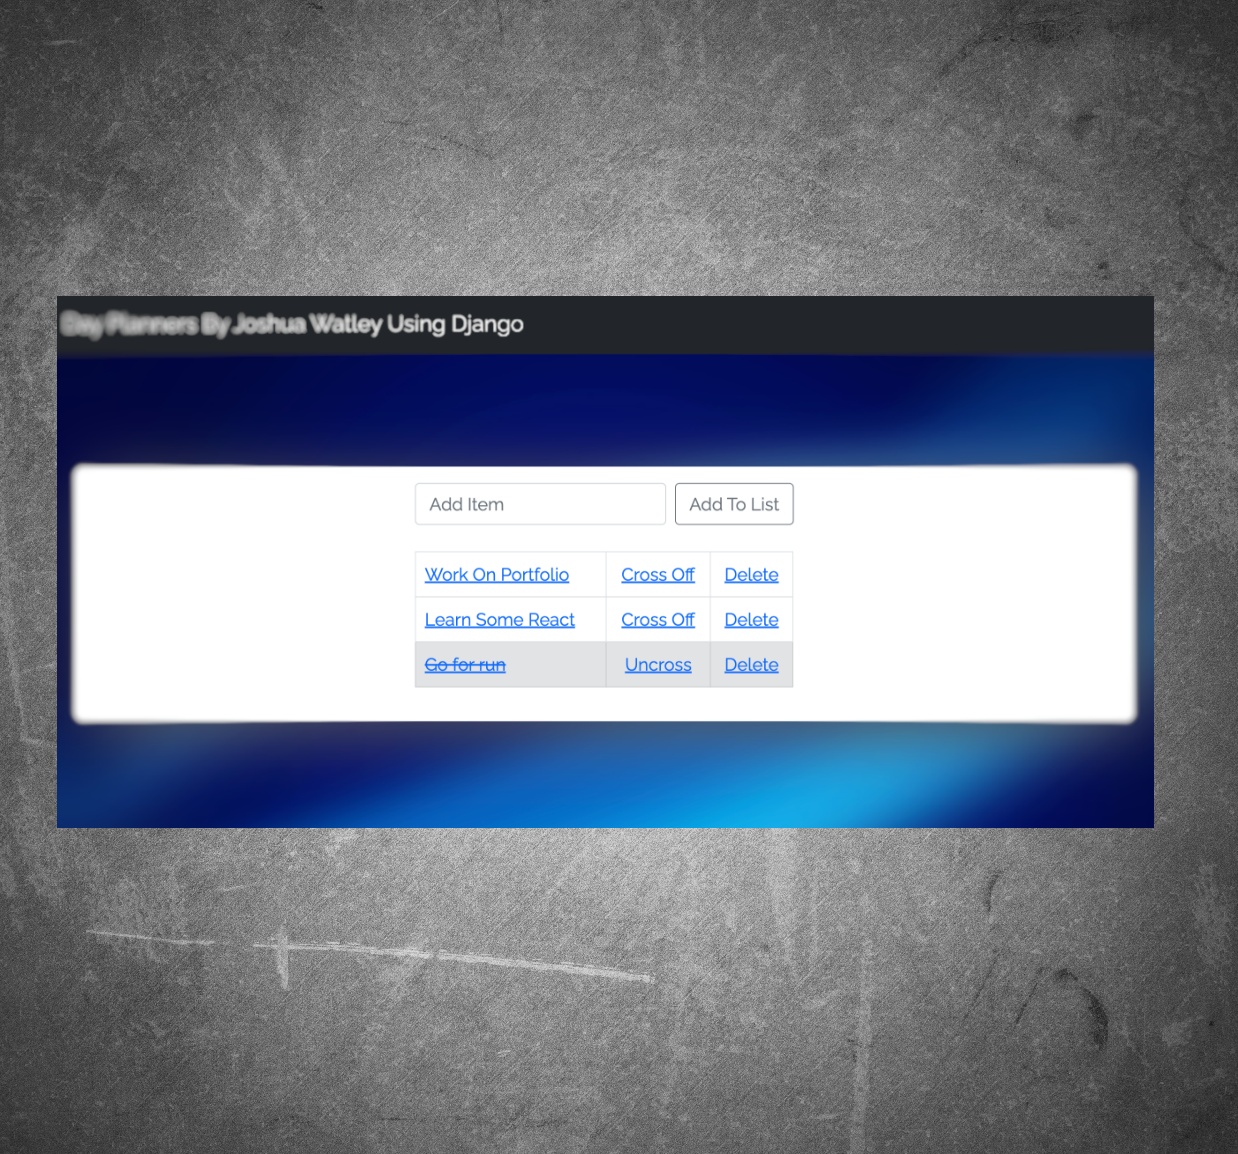 Day Planners By Joshua Watley Using Django
Add Item
Add To List
Work On Portfolio Cross Off Delete
Learn Some React Cross Off Delete
Go for run Uncross Delete